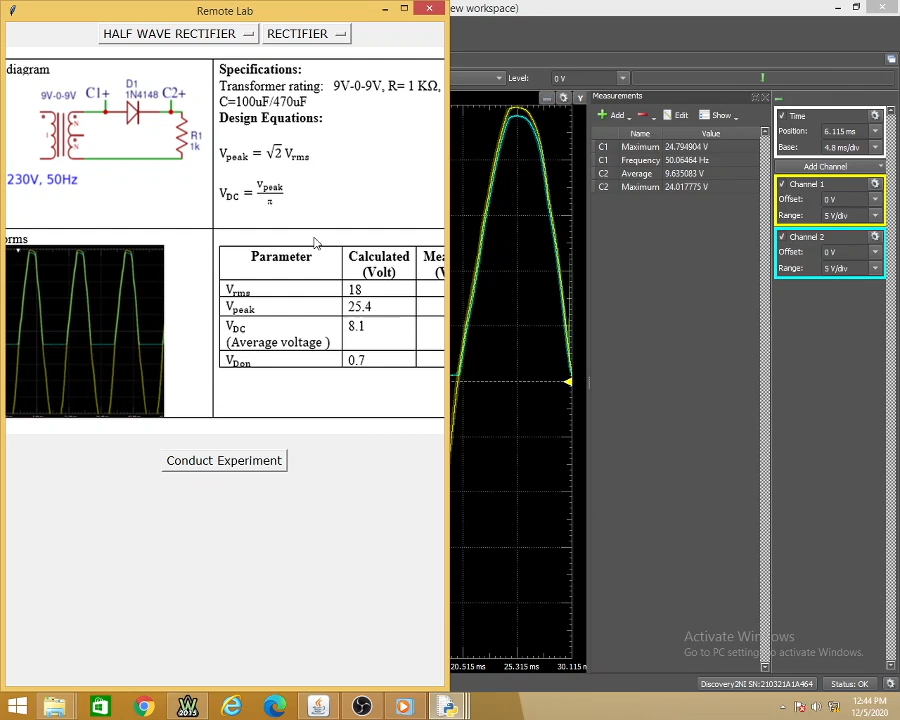 Remote Lab
ew workspace)
HALF WAVE RECTIFIER
RECTIFIER
diagram
9V-0-9V
C1+
D1
1N4148
C2+
R1
1k
230V, 50Hz
Specifications:
Transformer rating: 9V-0-9V, R= 1 KΩ,
C=100uF/470uF
Design Equations:
Vpeak = √2 Vrms
VDC = Vpeak
π
orms
Parameter Calculated (Volt) Mea (V
Vrms 18
Vpeak 25.4
VDC (Average voltage ) 8.1
VDon 0.7
Conduct Experiment
Level: 0 V
Y
Measurements
Add Edit Show
Name Value
C1 Maximum 24.794904 V
C1 Frequency 50.06464 Hz
C2 Average 9.635083 V
C2 Maximum 24.017775 V
Time
Position: 6.115 ms
Base: 4.8 ms/div
Add Channel
Channel 1
Offset: 0 V
Range: 5 V/div
Channel 2
Offset: 0 V
Range: 5 V/div
20.515 ms 25.315 ms 30.115 ms
Activate Windows
Go to PC settings to activate Windows.
Discovery2NI SN:210321A1A464
Status: OK
W
2015
12:44 PM
12/5/2020